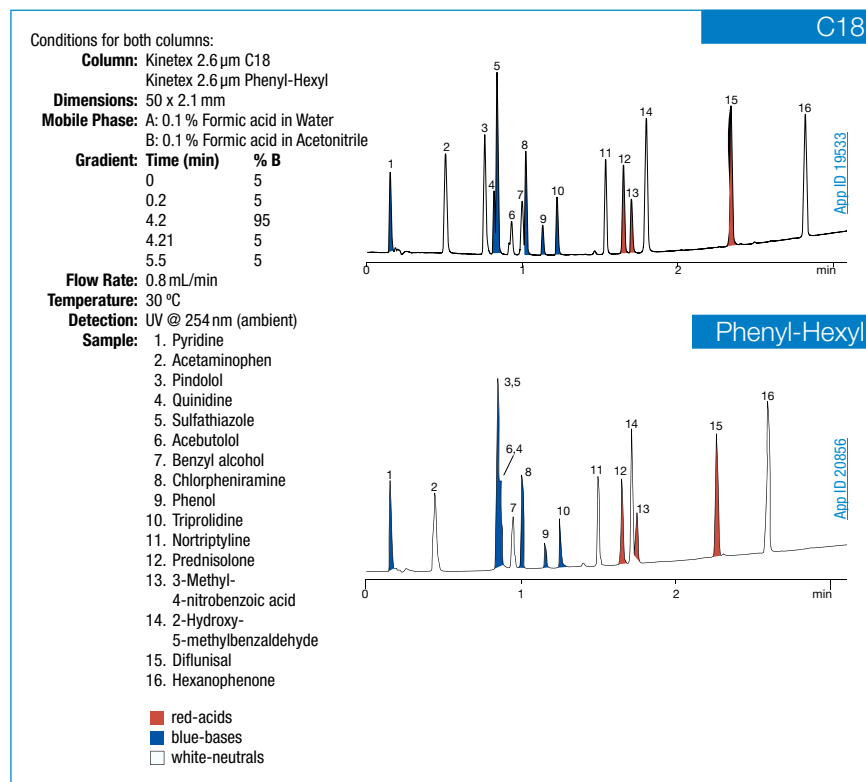 Conditions for both columns:
Column: Kinetex 2.6 µm C18
Kinetex 2.6 µm Phenyl-Hexyl
Dimensions: 50 x 2.1 mm
Mobile Phase: A: 0.1 % Formic acid in Water
B: 0.1 % Formic acid in Acetonitrile
Gradient: Time (min) % B
0 5
0.2 5
4.2 95
4.21 5
5.5 5
Flow Rate: 0.8 mL/min
Temperature: 30 ºC
Detection: UV @ 254 nm (ambient)
Sample: 1. Pyridine
2. Acetaminophen
3. Pindolol
4. Quinidine
5. Sulfathiazole
6. Acebutolol
7. Benzyl alcohol
8. Chlorpheniramine
9. Phenol
10. Triprolidine
11. Nortriptyline
12. Prednisolone
13. 3-Methyl-
4-nitrobenzoic acid
14. 2-Hydroxy-
5-methylbenzaldehyde
15. Diflunisal
16. Hexanophenone
red-acids
blue-bases
white-neutrals
C18
1 2 3 4 5 6 7 8 9 10 11 12 13 14 15 16
0 1 2 min
App ID 19533
Phenyl-Hexyl
1 2 3,5 6,4 7 8 9 10 11 12 14 13 15 16
0 1 2 min
App ID 20856